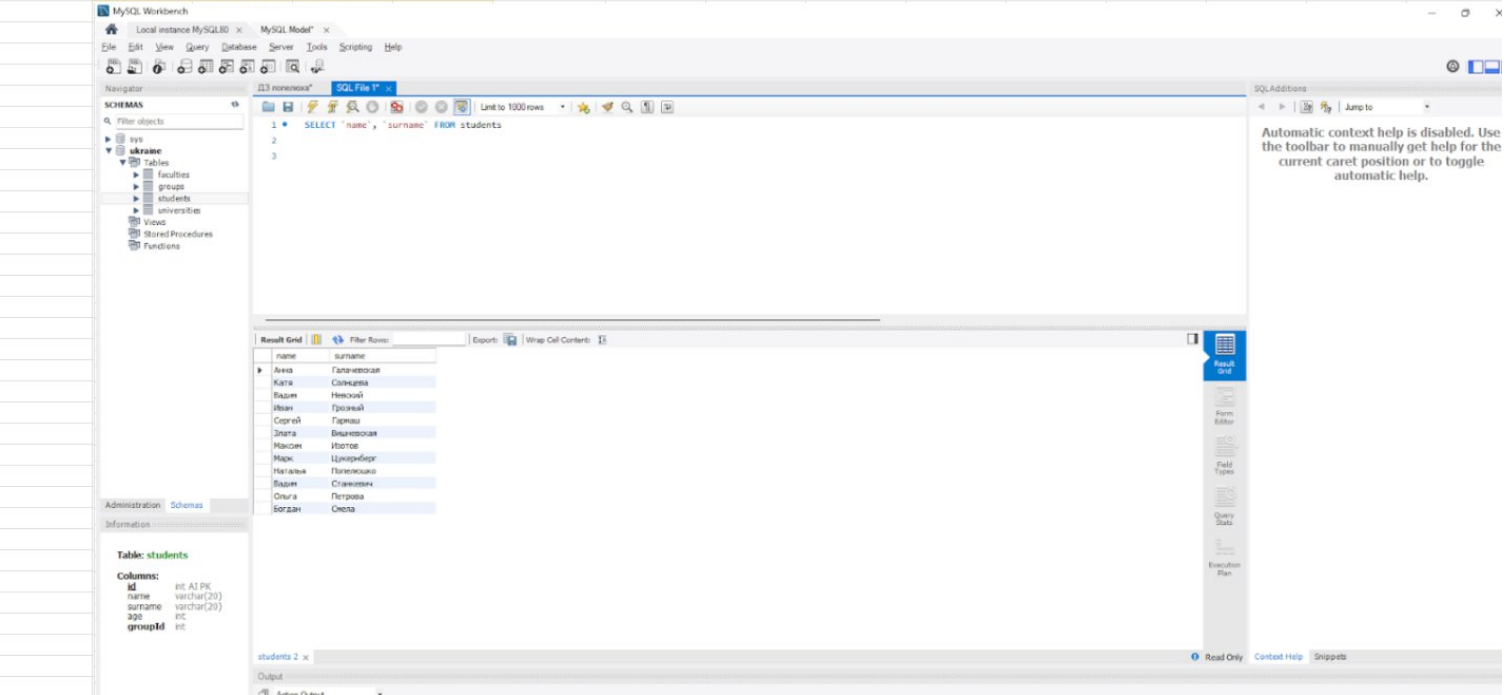 MySQL Workbench
Local instance MySQL80 × MySQL Model* ×
File Edit View Query Database Server Tools Scripting Help
Navigator
SCHEMAS
Filter objects
sys
ukraine
Tables
faculties
groups
students
universities
Views
Stored Procedures
Functions
Administration Schemas
Information
Table: students
Columns:
id int AI PK
name varchar(20)
surname varchar(20)
age int
groupId int
ДЗ попелюха* SQL File 1* ×
Limit to 1000 rows
1 SELECT `name`, `surname` FROM students
2
3
Result Grid Filter Rows: Export: Wrap Cell Content:
name surname
Анна Галачевская
Катя Солнцева
Вадим Невский
Иван Грозный
Сергей Гармаш
Злата Вишневская
Максим Изотов
Марк Цукернберг
Наталья Попелюшко
Вадим Станкевич
Ольга Петрова
Богдан Смела
Result
Grid
Form
Editor
Field
Types
Query
Stats
Execution
Plan
students 2 ×
Read Only
Output
Action Output
SQLAdditions
Jump to
Automatic context help is disabled. Use
the toolbar to manually get help for the
current caret position or to toggle
automatic help.
Context Help Snippets